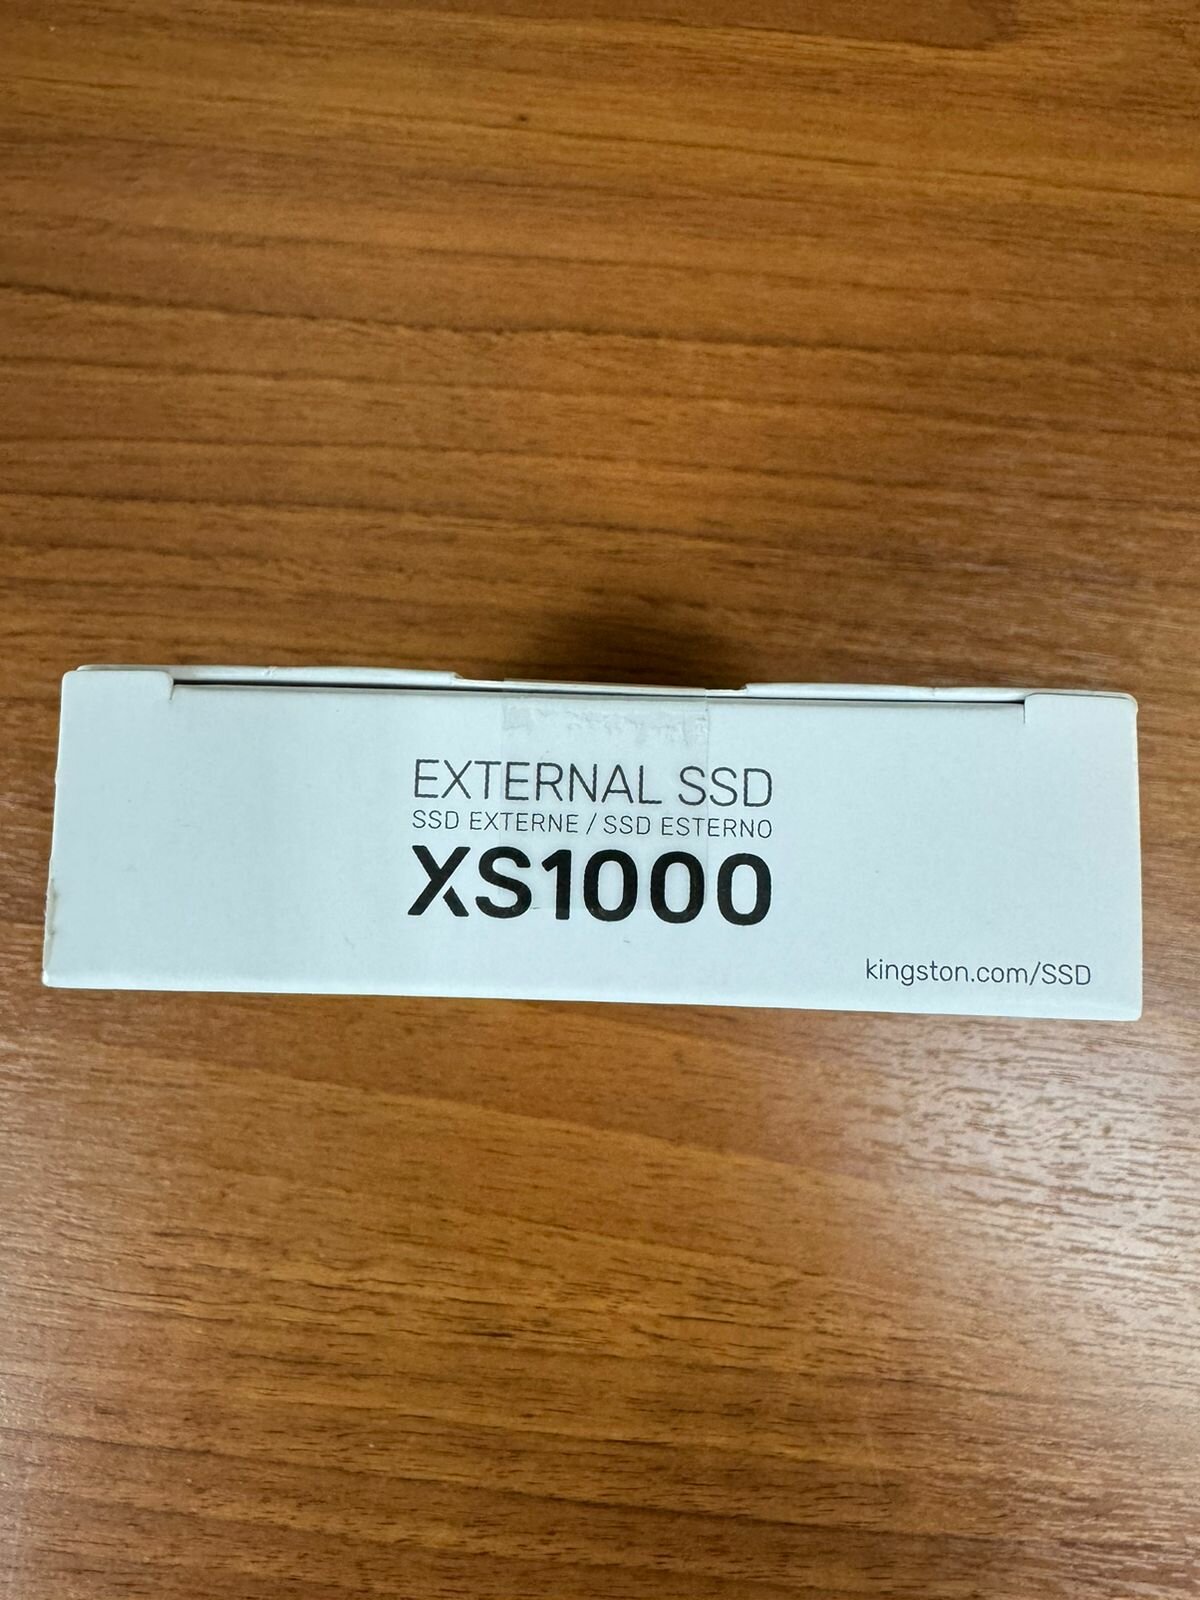 EXTERNAL SSD
SSD EXTERNE / SSD ESTERNO
XS1000
kingston.com/SSD